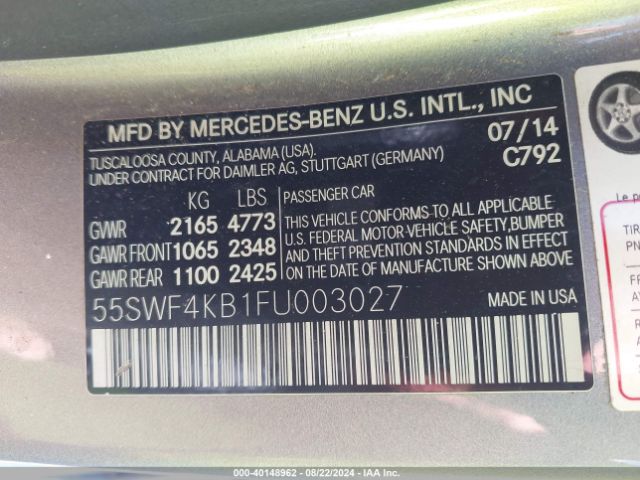 MFD BY MERCEDES-BENZ U.S. INTL., INC
TUSCALOOSA COUNTY, ALABAMA (USA). 07/14
UNDER CONTRACT FOR DAIMLER AG, STUTTGART (GERMANY) C792
KG LBS
GVWR 2165 4773
GAWR FRONT 1065 2348
GAWR REAR 1100 2425
PASSENGER CAR
THIS VEHICLE CONFORMS TO ALL APPLICABLE
U.S. FEDERAL MOTOR VEHICLE SAFETY, BUMPER
AND THEFT PREVENTION STANDARDS IN EFFECT
ON THE DATE OF MANUFACTURE SHOWN ABOVE
55SWF4KB1FU003027
MADE IN USA
Le
TIR
PN
000-40148962 - 08/22/2024 - IAA Inc.